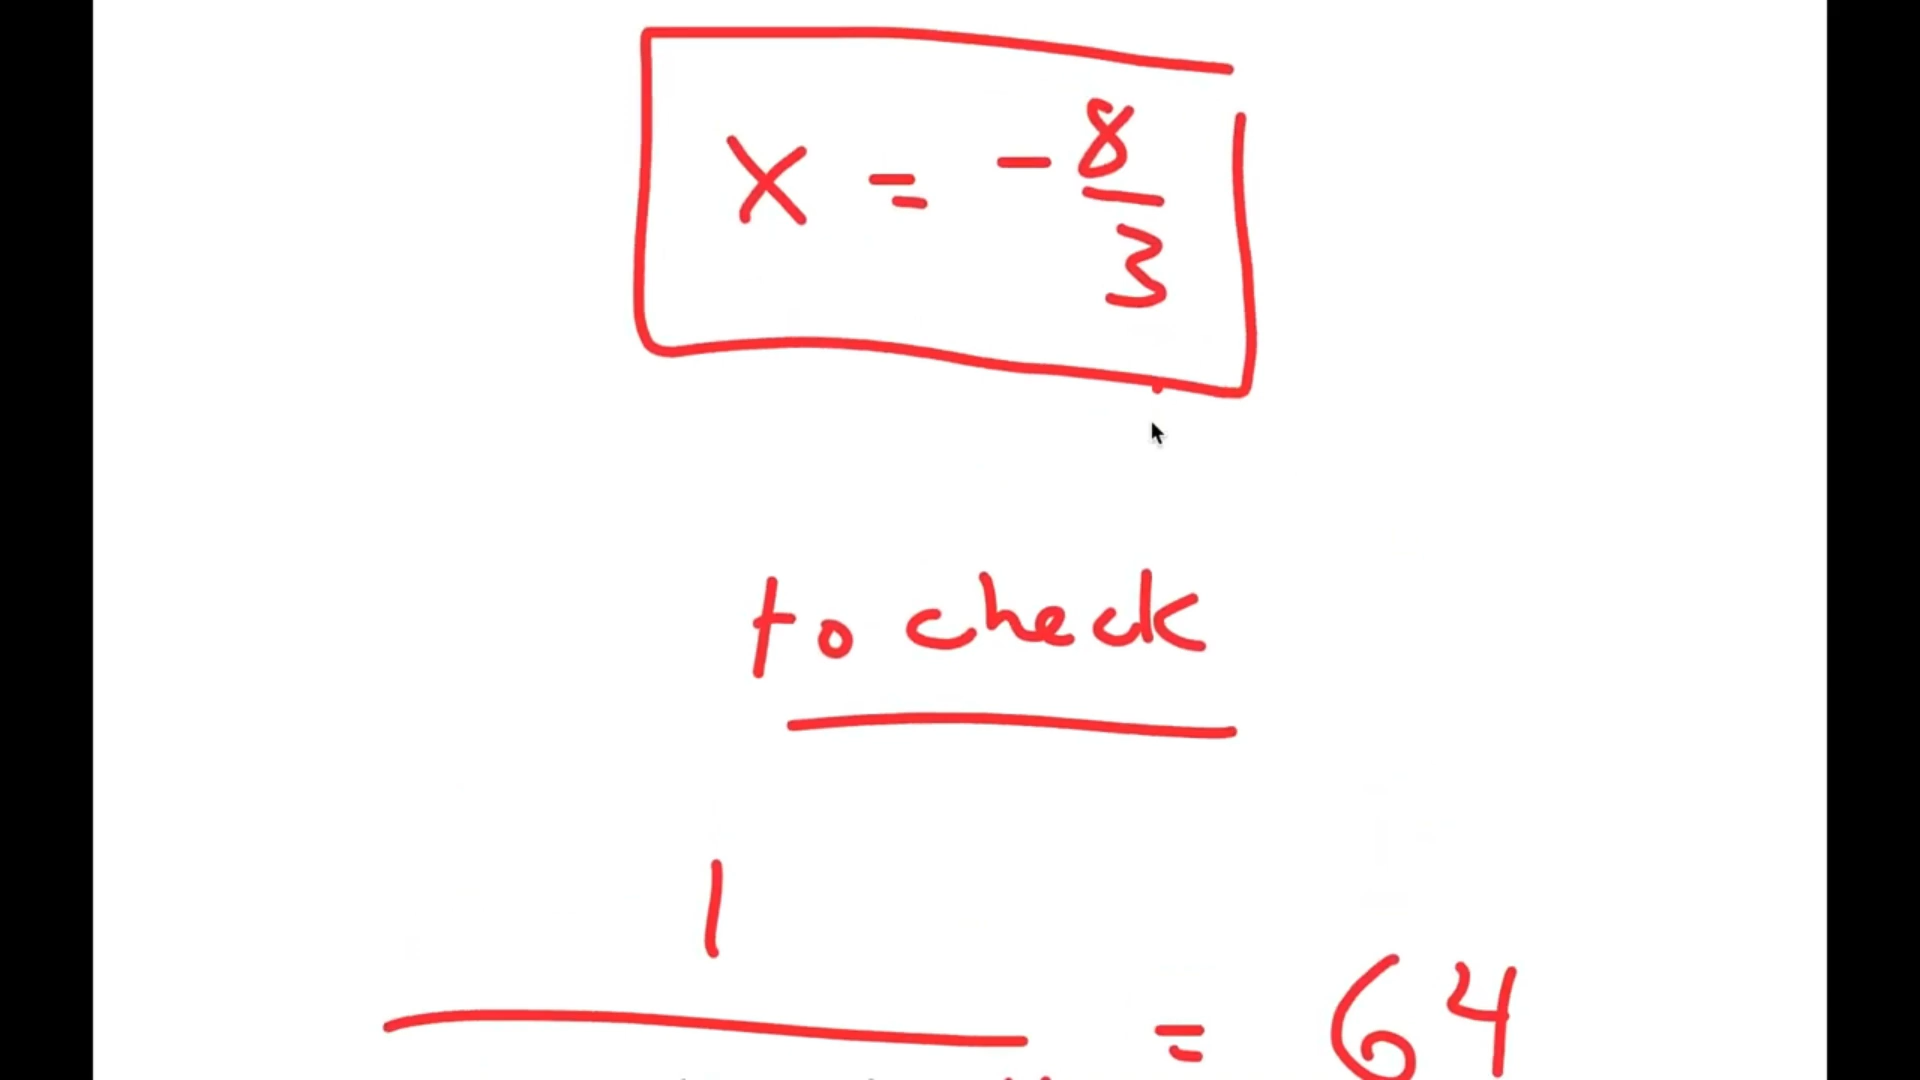 x = -8/3
to check
1
= 64